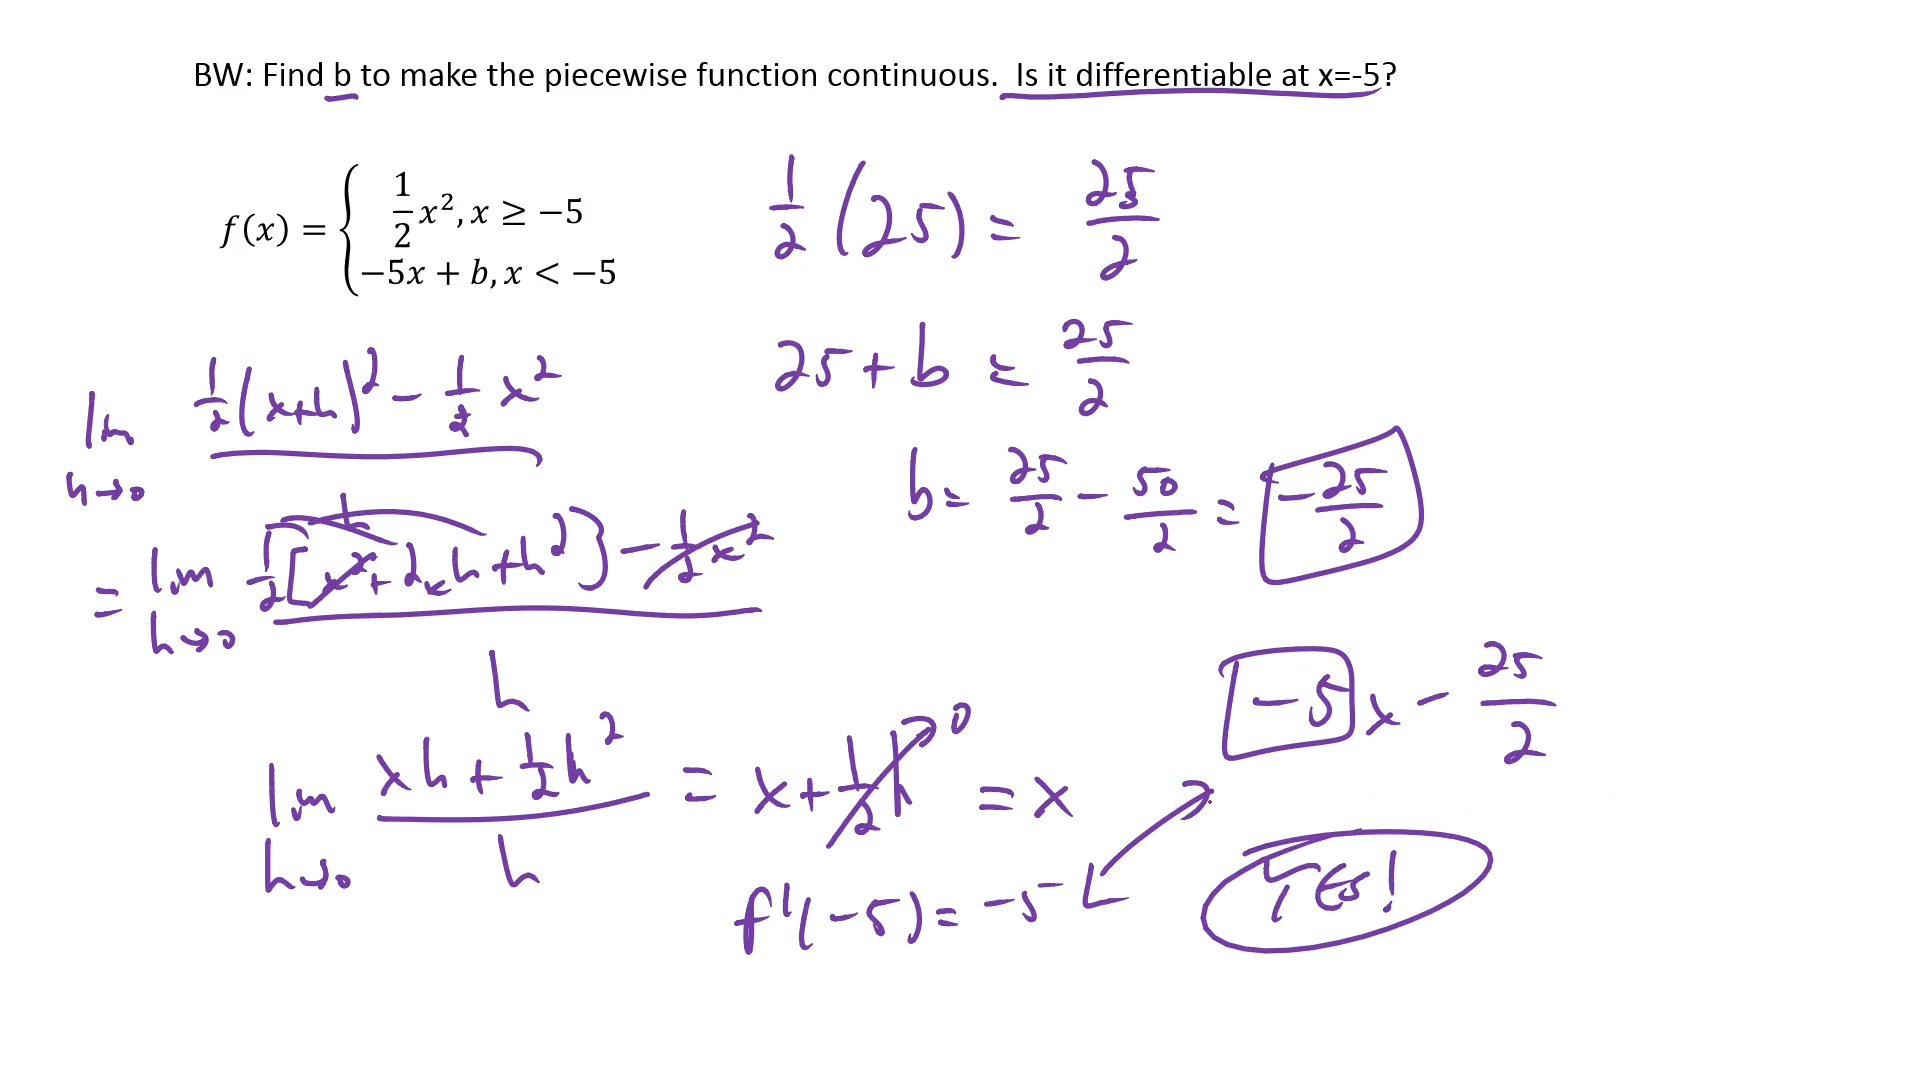 BW: Find b to make the piecewise function continuous. Is it differentiable at x=-5?
f(x) = { 1/2 x², x ≥ −5
−5x + b, x < −5
1/2 (25) = 25/2
25 + b = 25/2
b = 25/2 − 50/2 = −25/2
lim h→0 1/2(x+h)² − 1/2 x²
= lim h→0 1/2[x² + 2xh + h²] − 1/2 x² / h
lim h→0 xh + 1/2 h² / h = x + 1/2 h → 0 = x
f'(−5) = −5
−5x − 25/2
YES!